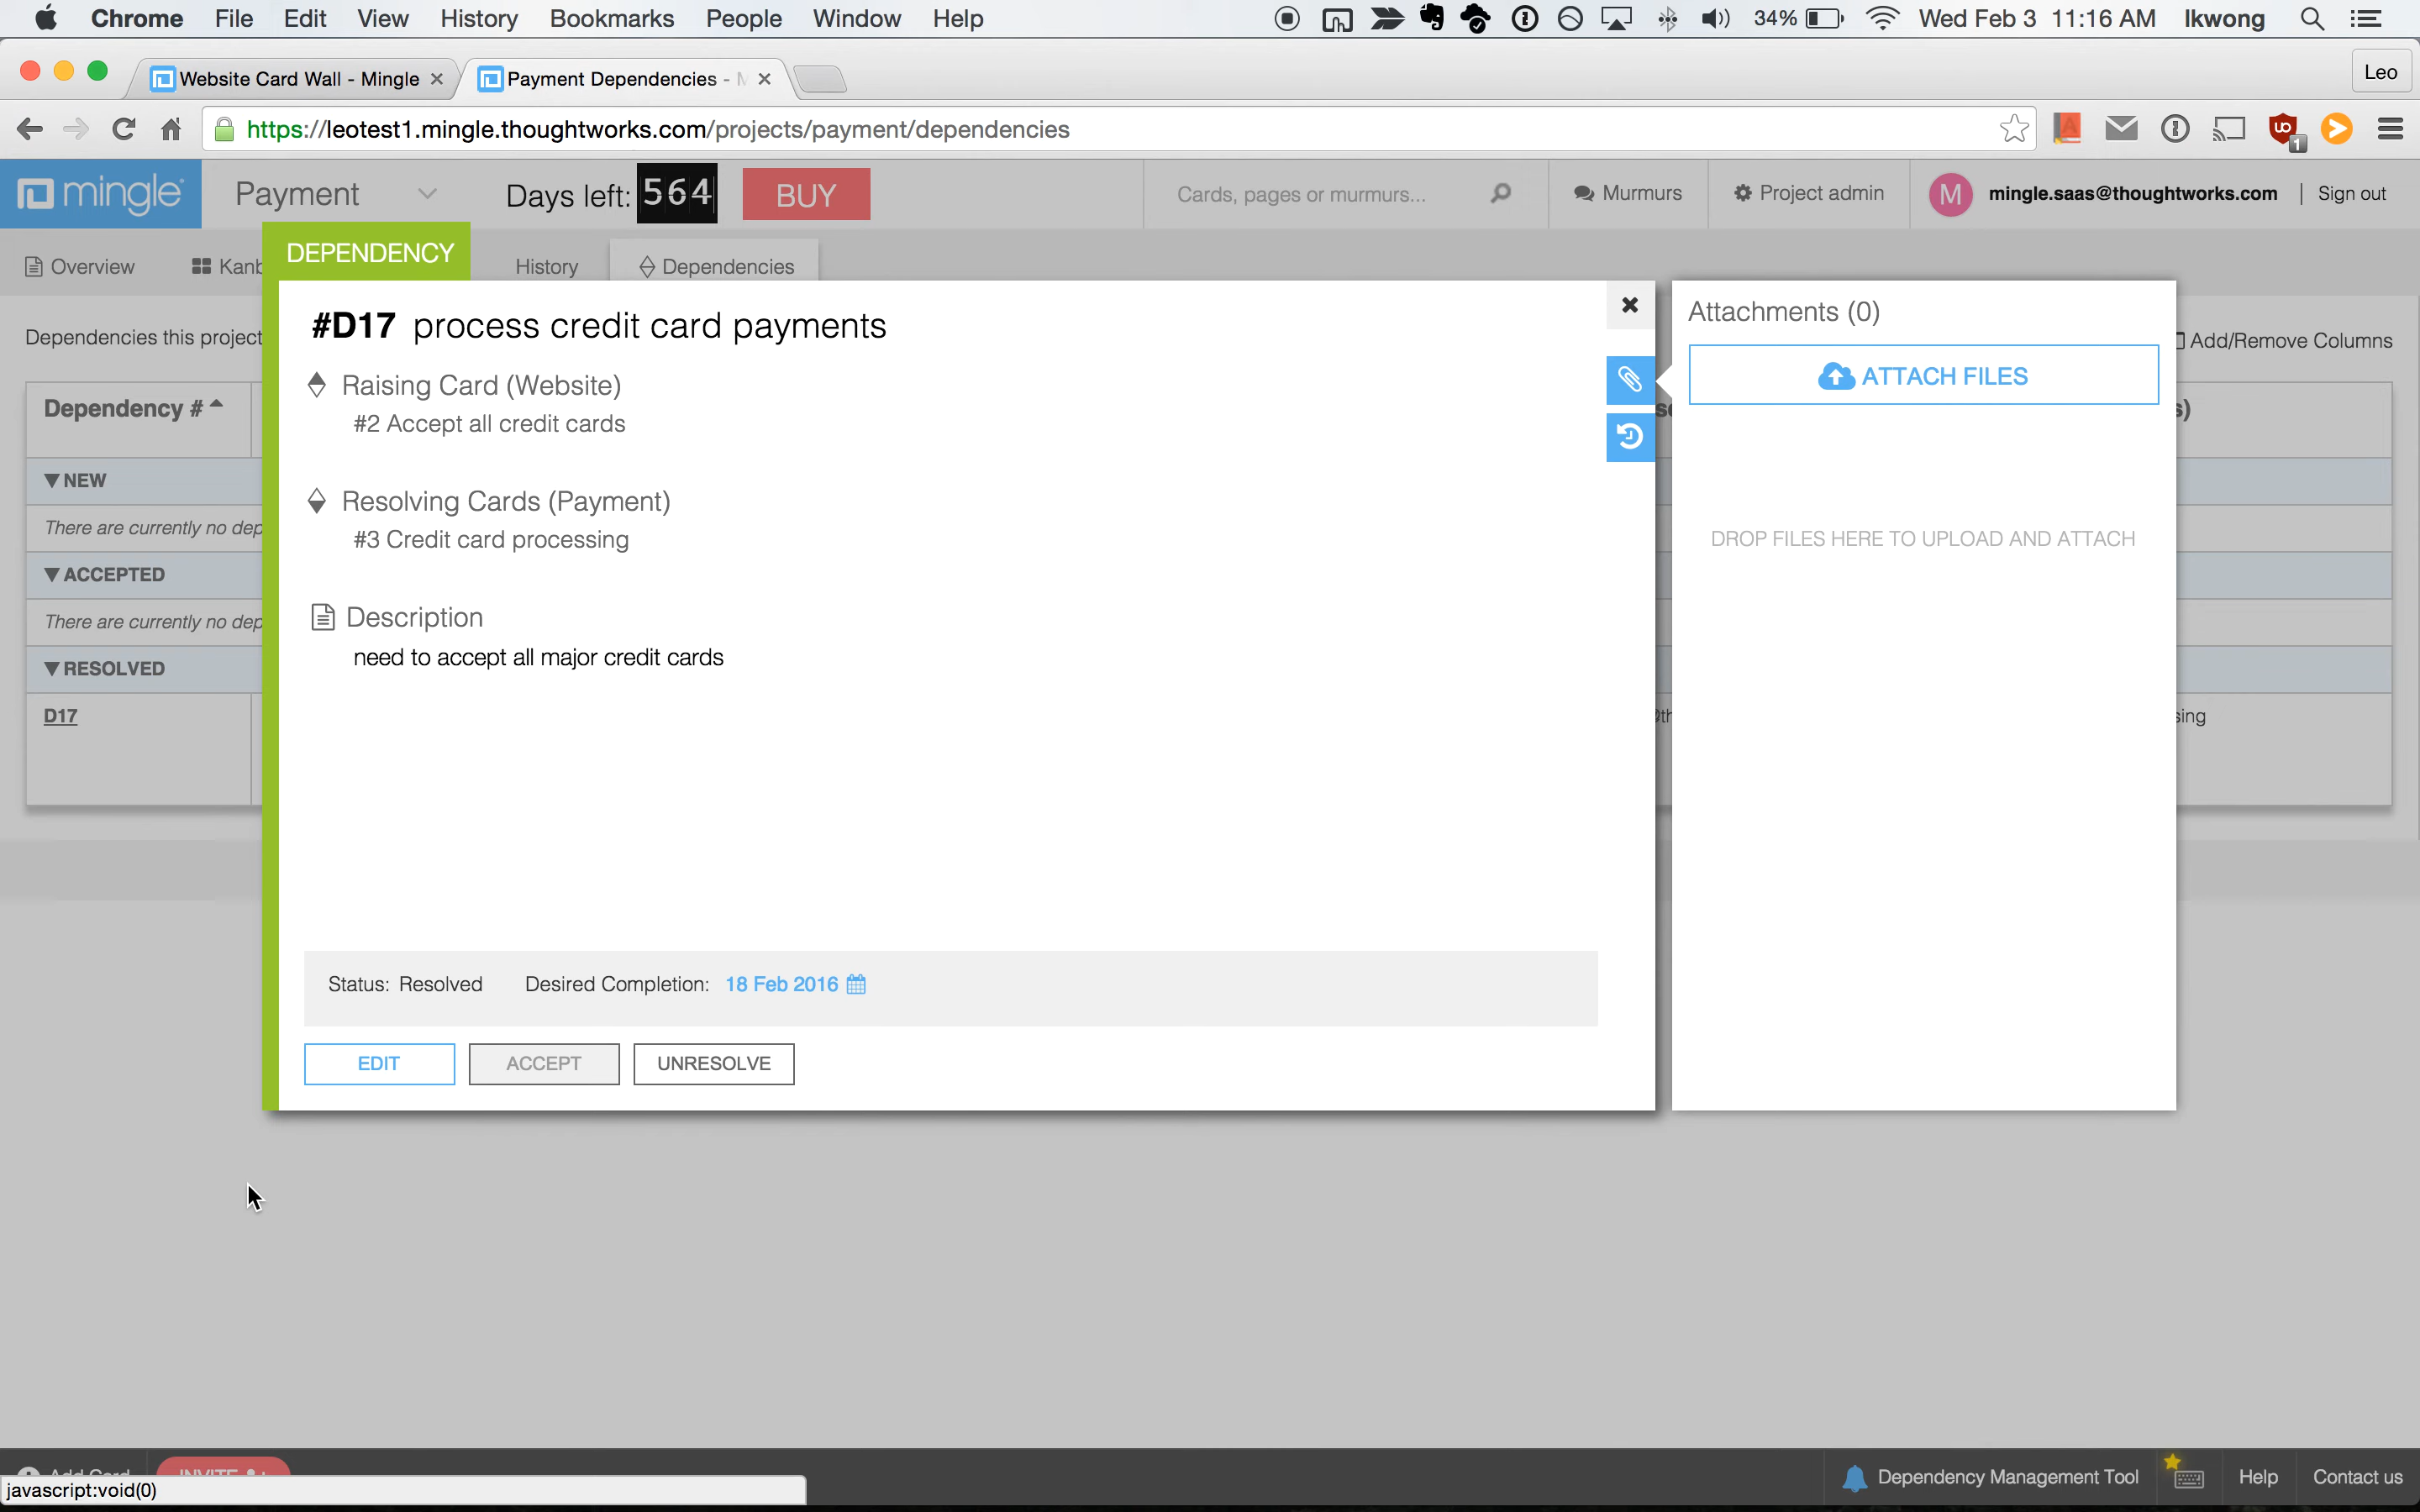 Chrome File Edit View History Bookmarks People Window Help 34% Wed Feb 3 11:16 AM lkwong
Website Card Wall - Mingle Payment Dependencies - Leo
https://leotest1.mingle.thoughtworks.com/projects/payment/dependencies
mingle Payment Days left: 564 BUY Cards, pages or murmurs... Murmurs Project admin M mingle.saas@thoughtworks.com | Sign out
Overview DEPENDENCY History Dependencies
#D17 process credit card payments
Attachments (0)
Dependencies this project
Add/Remove Columns
ATTACH FILES
Raising Card (Website)
#2 Accept all credit cards
Dependency #
NEW
Resolving Cards (Payment)
There are currently no
#3 Credit card processing
DROP FILES HERE TO UPLOAD AND ATTACH
ACCEPTED
There are currently no
Description
need to accept all major credit cards
RESOLVED
D17
Status: Resolved Desired Completion: 18 Feb 2016
EDIT ACCEPT UNRESOLVE
Dependency Management Tool Help Contact us
javascript:void(0)